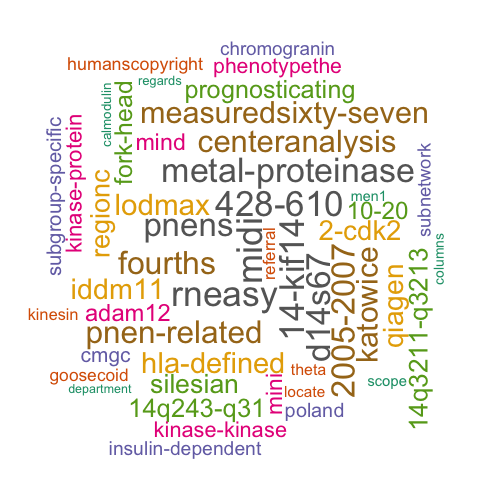 chromogranin
humanscopyright
phenotypethe
regards
prognosticating
calmodulin
fork-head
measuredsixty-seven
subgroup-specific
kinase-protein
mind
centeranalysis
metal-proteinase
subnetwork
regionc
lodmax
428-610
men1
10-20
pnens
midi
referral
14-kif14
2-cdk2
columns
fourths
d14s67
2005-2007
katowice
qiagen
14q3211-q3213
iddm11
rneasy
kinesin
adam12
pnen-related
cmgc
hla-defined
goosecoid
department
silesian
mini
theta
locate
scope
14q243-q31
poland
kinase-kinase
insulin-dependent